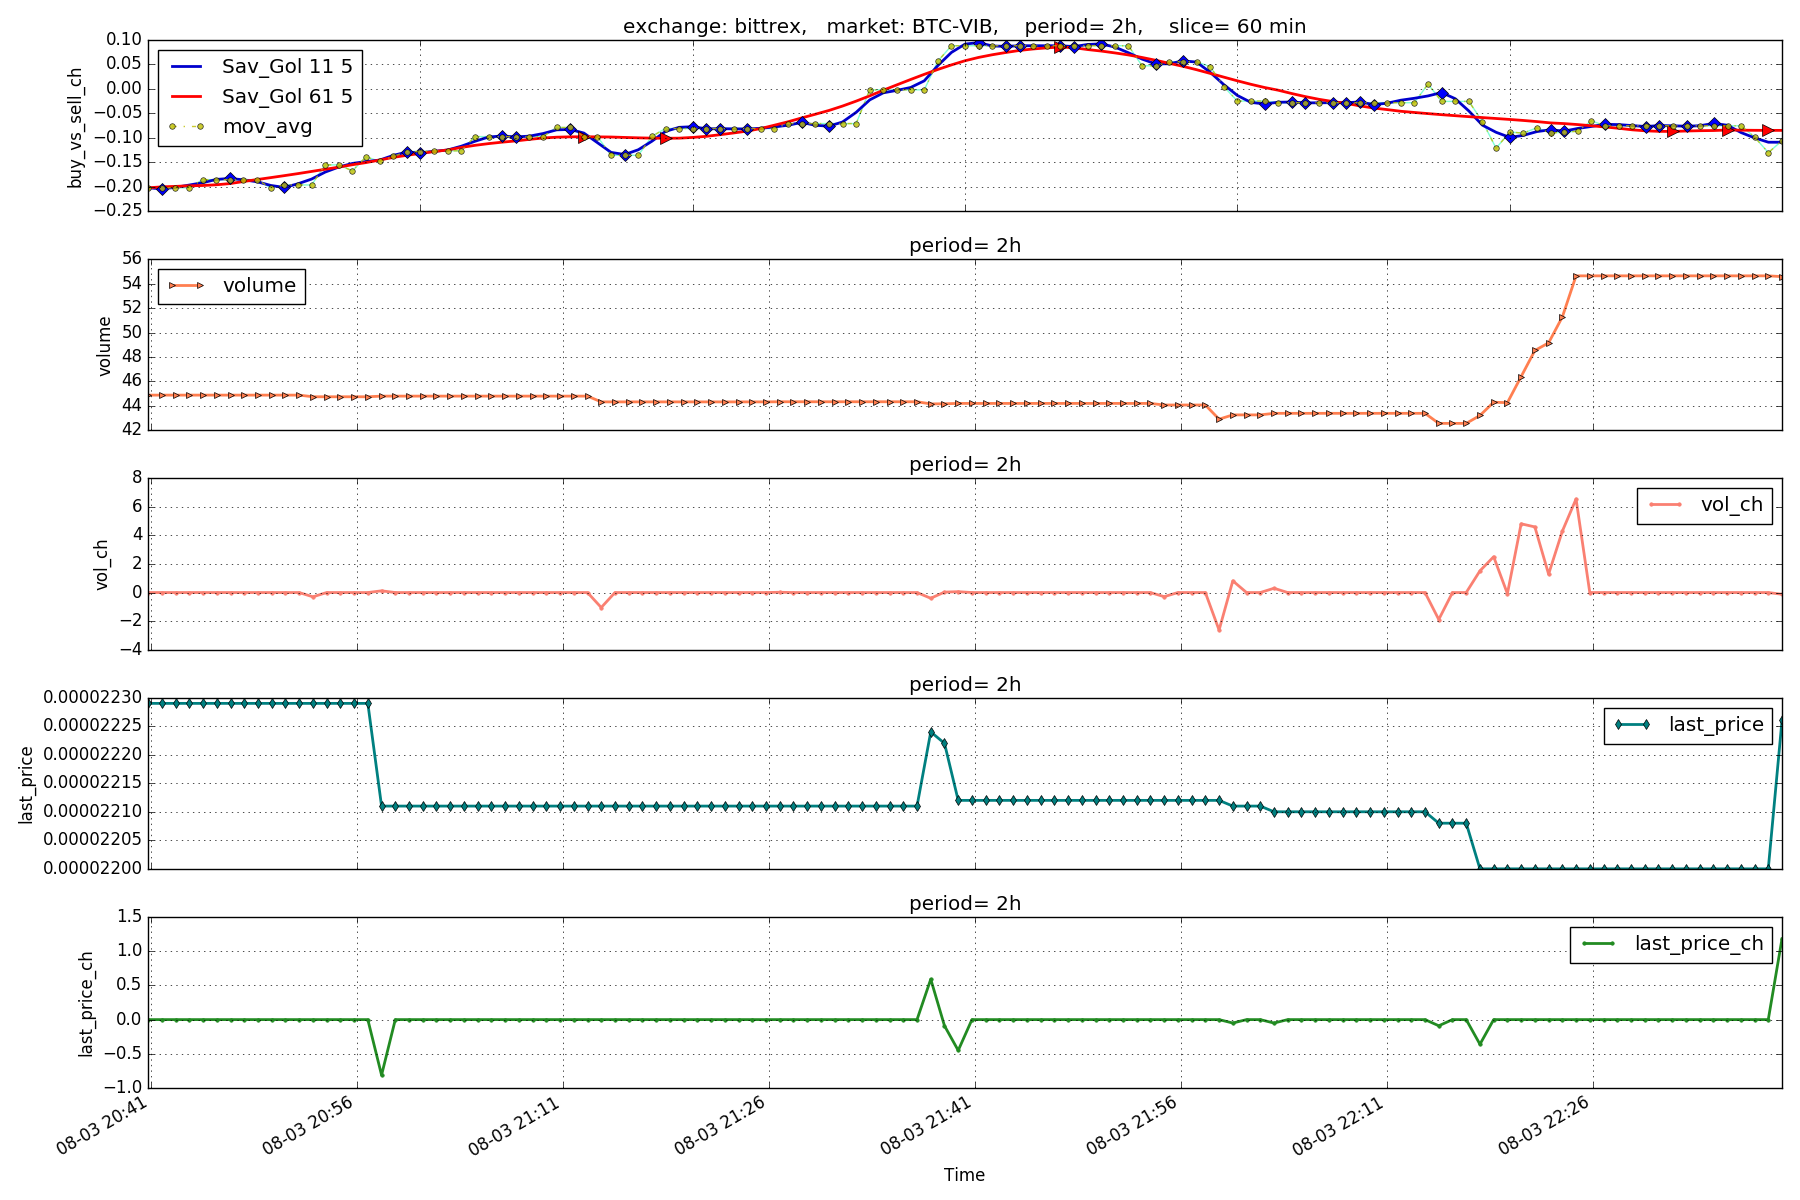 exchange: bittrex,   market: BTC-VIB,    period= 2h,    slice= 60 min
0.10
0.05
0.00
−0.05
−0.10
−0.15
−0.20
−0.25
buy_vs_sell_ch
Sav_Gol 11 5
Sav_Gol 61 5
mov_avg
period= 2h
56
54
52
50
48
46
44
42
volume
volume
period= 2h
8
6
4
2
0
−2
−4
vol_ch
vol_ch
period= 2h
0.00002230
0.00002225
0.00002220
0.00002215
0.00002210
0.00002205
0.00002200
last_price
last_price
period= 2h
1.5
1.0
0.5
0.0
−0.5
−1.0
last_price_ch
last_price_ch
08-03 20:41
08-03 20:56
08-03 21:11
08-03 21:26
08-03 21:41
08-03 21:56
08-03 22:11
08-03 22:26
Time